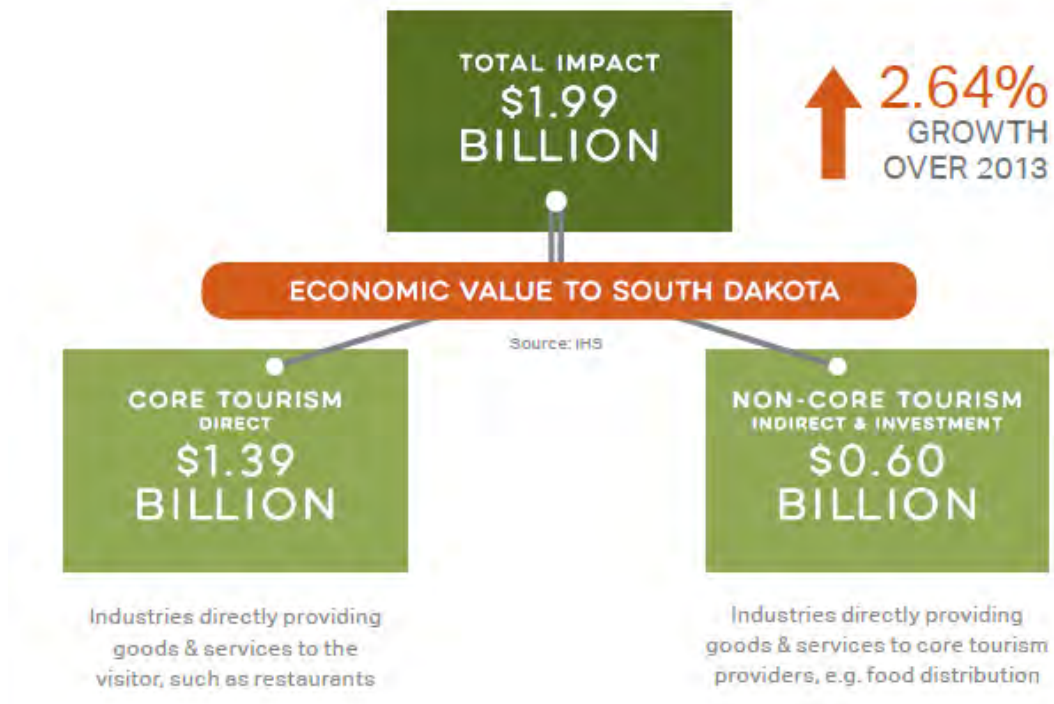 TOTAL IMPACT
$1.99
BILLION
2.64%
GROWTH
OVER 2013
ECONOMIC VALUE TO SOUTH DAKOTA
Source: IHS
CORE TOURISM
DIRECT
$1.39
BILLION
Industries directly providing
goods & services to the
visitor, such as restaurants
NON-CORE TOURISM
INDIRECT & INVESTMENT
$0.60
BILLION
Industries directly providing
goods & services to core tourism
providers, e.g. food distribution